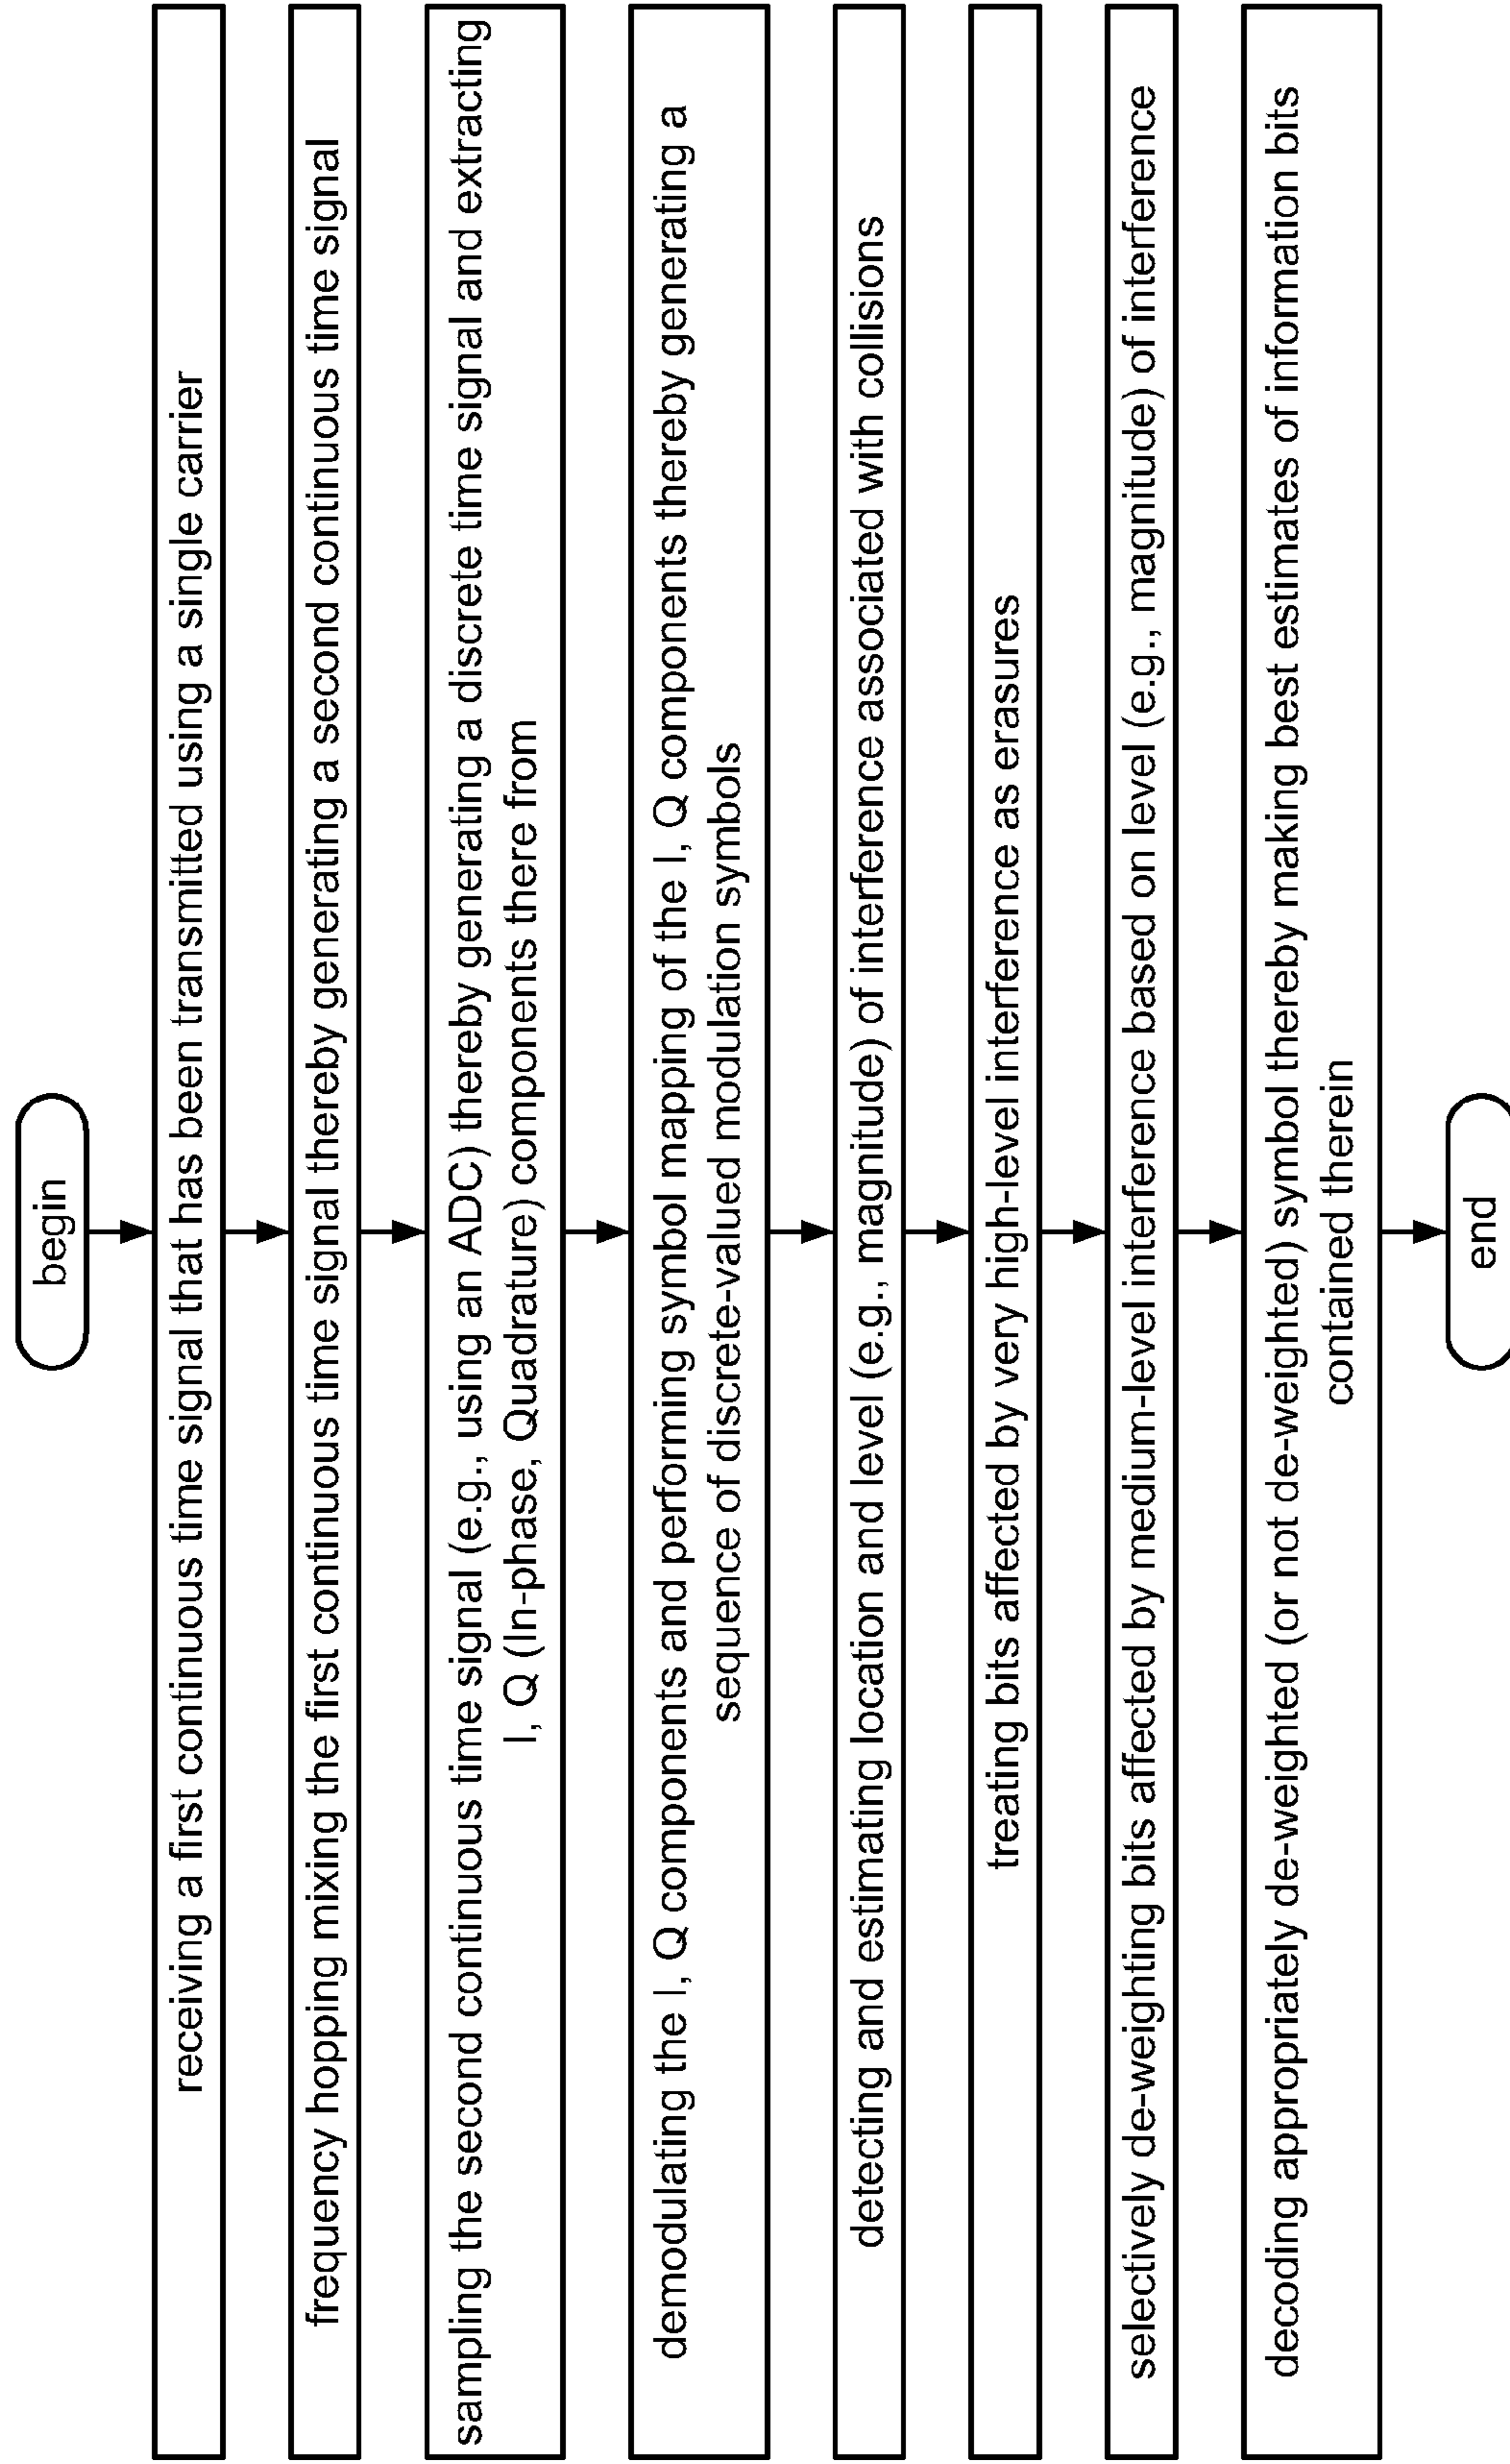 begin
receiving a first continuous time signal that has been transmitted using a single carrier
frequency hopping mixing the first continuous time signal thereby generating a second continuous time signal
sampling the second continuous time signal (e.g., using an ADC) thereby generating a discrete time signal and extracting
I, Q (In-phase, Quadrature) components there from
demodulating the I, Q components and performing symbol mapping of the I, Q components thereby generating a
sequence of discrete-valued modulation symbols
detecting and estimating location and level (e.g., magnitude) of interference associated with collisions
treating bits affected by very high-level interference as erasures
selectively de-weighting bits affected by medium-level interference based on level (e.g., magnitude) of interference
decoding appropriately de-weighted (or not de-weighted) symbol thereby making best estimates of information bits
contained therein
end